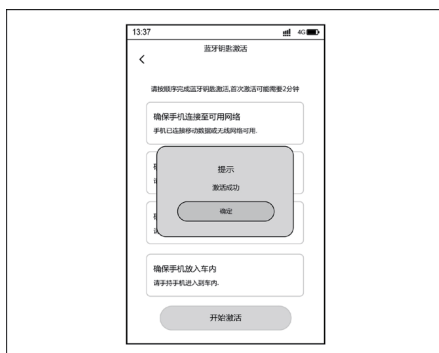 13:37
4G
蓝牙钥匙激活
请按顺序完成蓝牙钥匙激活,首次激活可能需要2分钟
确保手机连接至可用网络
手机已连接移动数据或无线网络可用.
提示
激活成功
确定
确保手机放入车内
请手持手机进入到车内.
开始激活